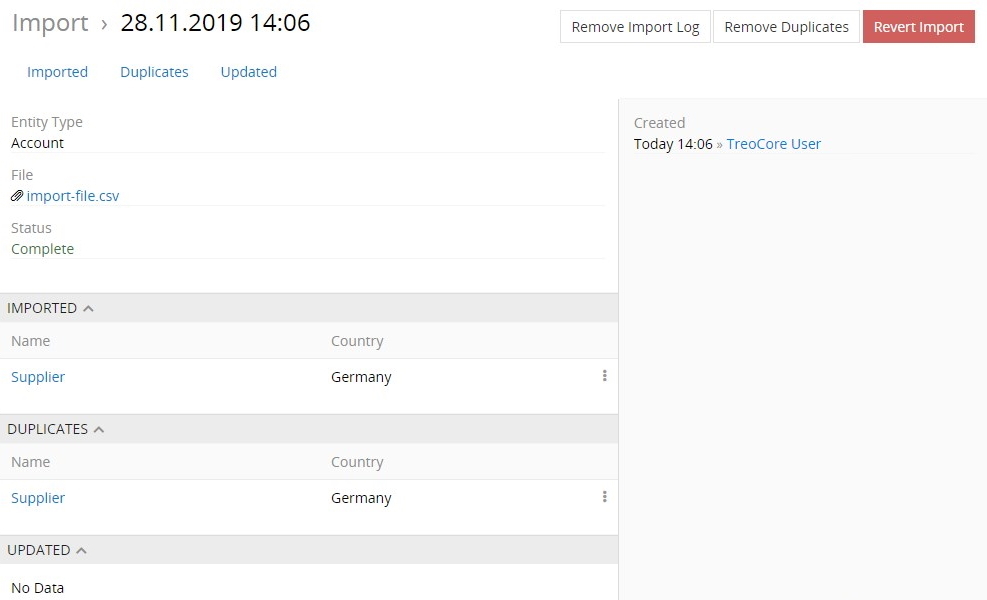 Import › 28.11.2019 14:06
Remove Import Log Remove Duplicates Revert Import
Imported Duplicates Updated
Entity Type
Account
File
import-file.csv
Status
Complete
Created
Today 14:06 » TreoCore User
IMPORTED
Name Country
Supplier Germany
DUPLICATES
Name Country
Supplier Germany
UPDATED
No Data